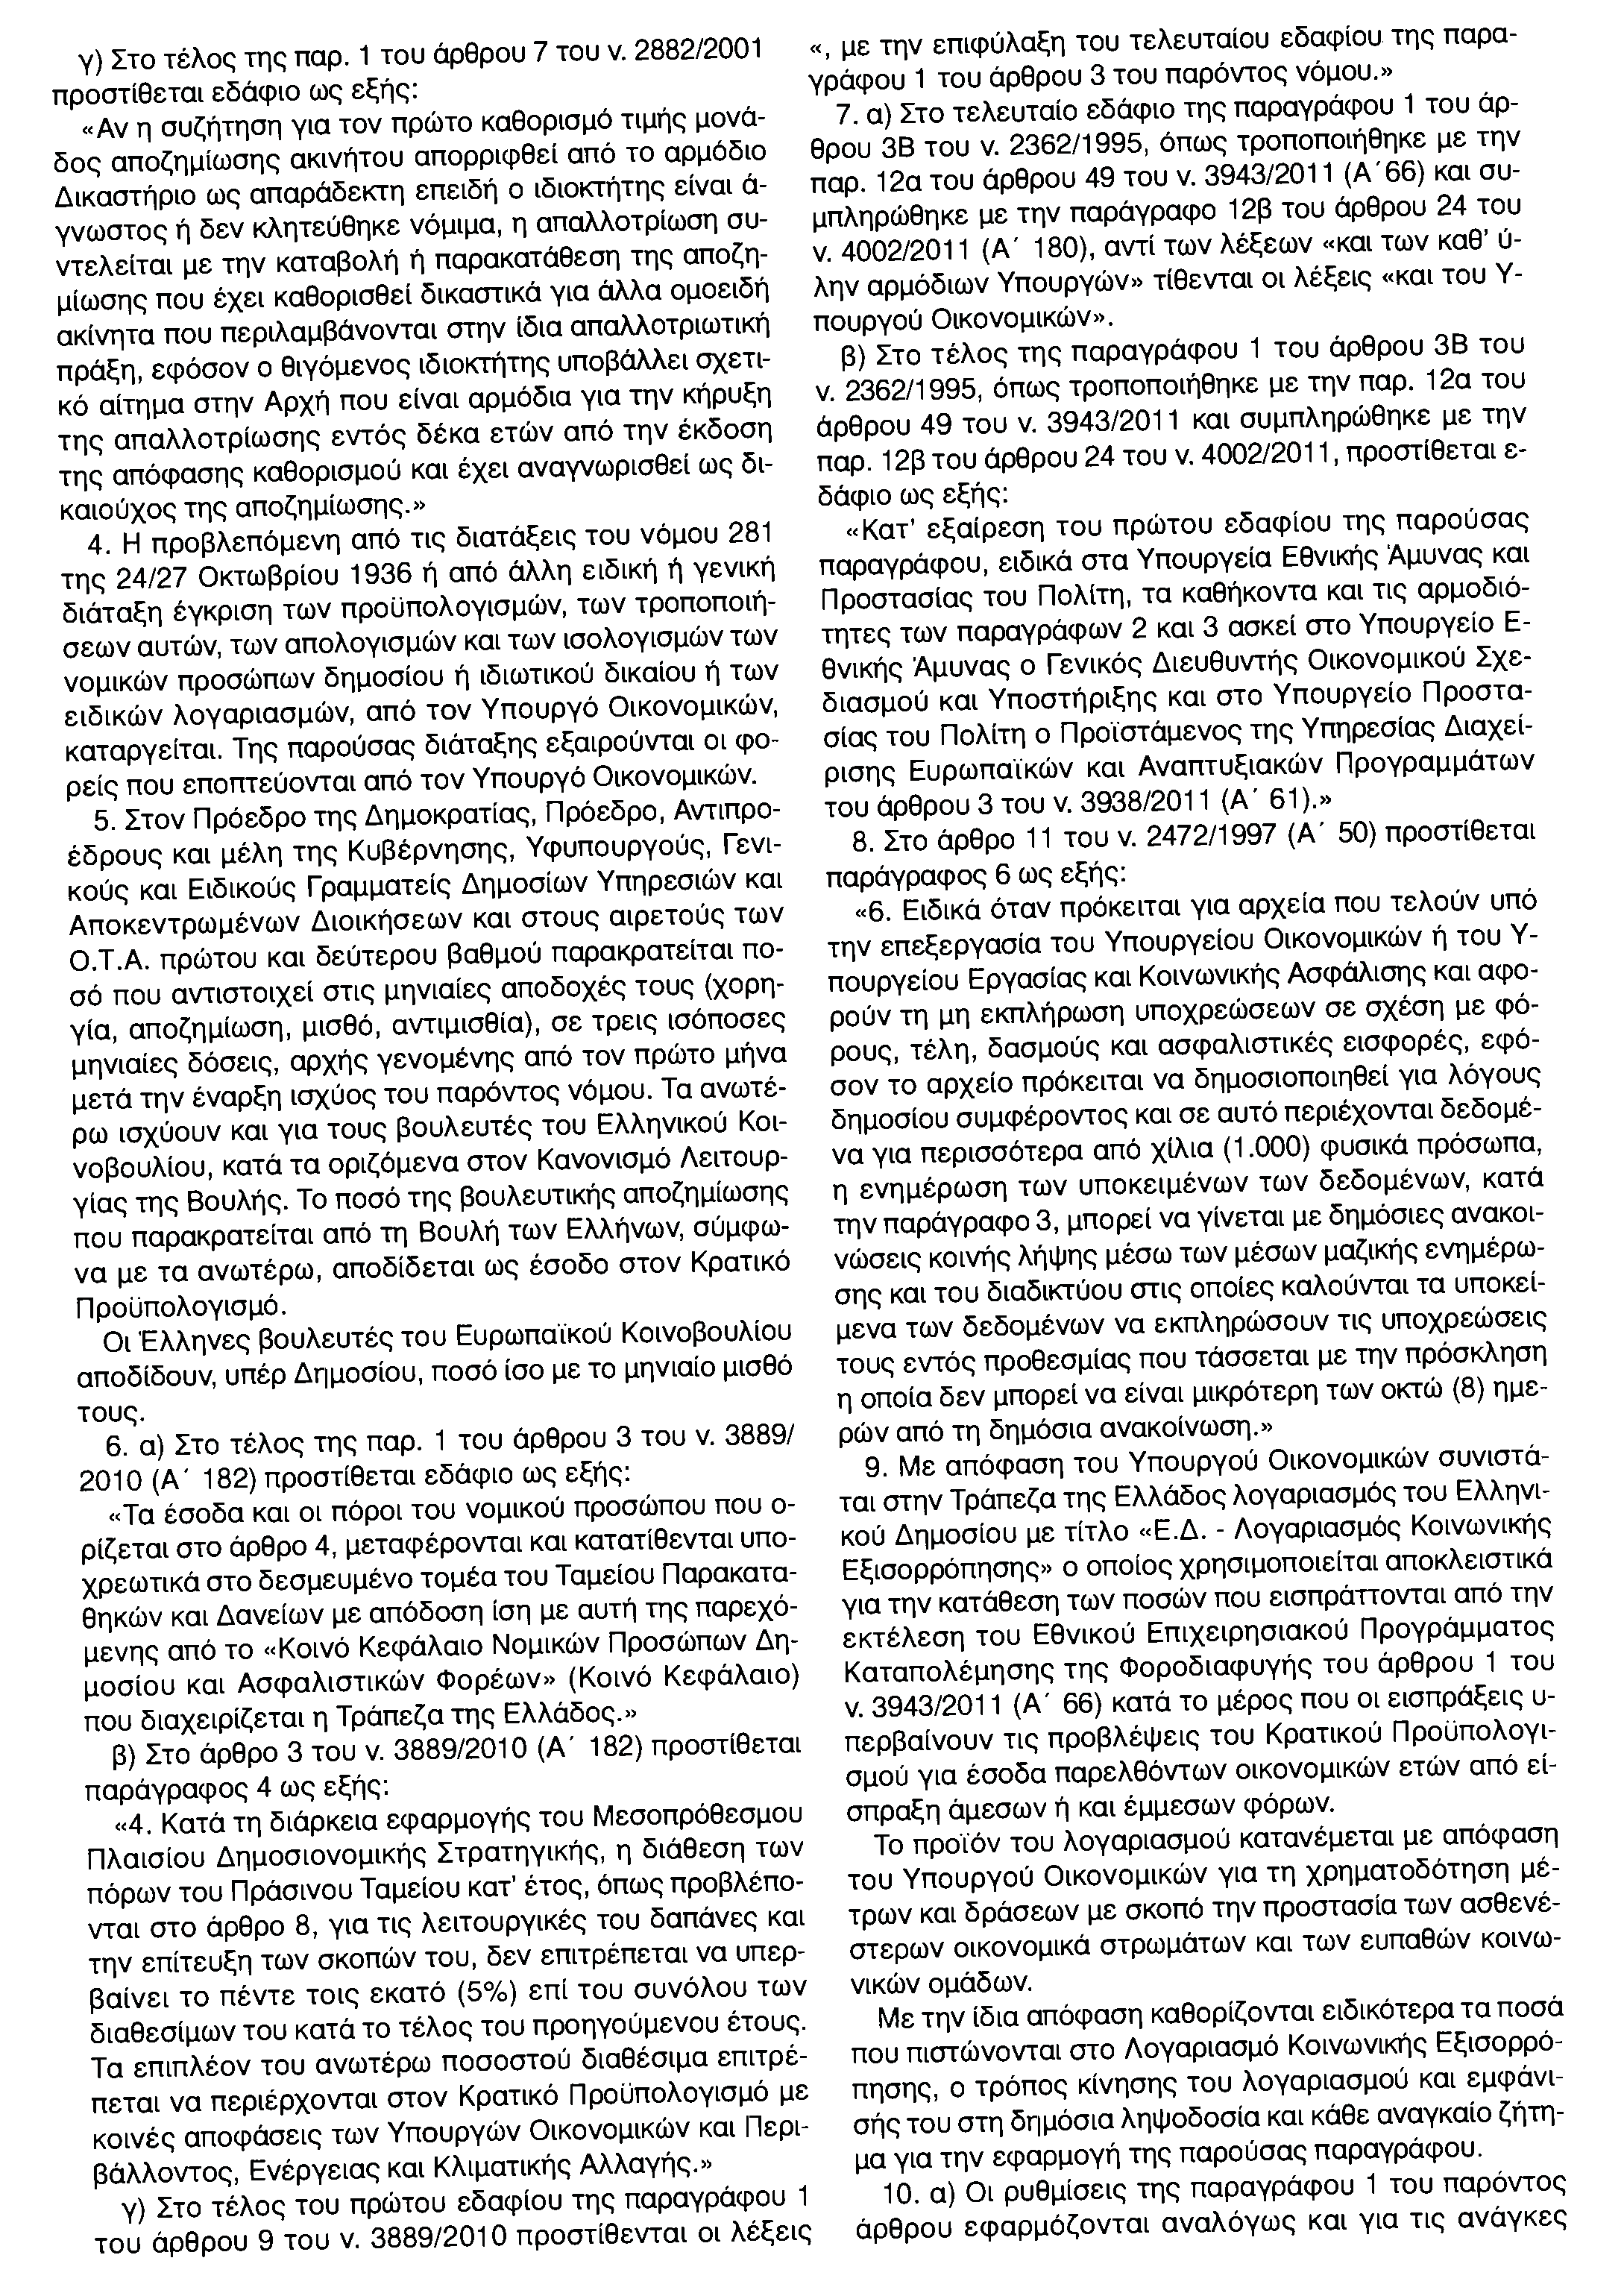 γ) Στο τέλος της παρ. 1 του άρθρου 7 του ν. 2882/2001
προστίθεται εδάφιο ως εξής:
«Αν η συζήτηση για τον πρώτο καθορισμό τιμής μονά-
δος αποζημίωσης ακινήτου απορριφθεί από το αρμόδιο
Δικαστήριο ως απαράδεκτη επειδή ο ιδιοκτήτης είναι ά-
γνωστος ή δεν κλητεύθηκε νόμιμα, η απαλλοτρίωση συ-
ντελείται με την καταβολή ή παρακατάθεση της αποζη-
μίωσης που έχει καθορισθεί δικαστικά για άλλα ομοειδή
ακίνητα που περιλαμβάνονται στην ίδια απαλλοτριωτική
πράξη, εφόσον ο θιγόμενος ιδιοκτήτης υποβάλλει σχετι-
κό αίτημα στην Αρχή που είναι αρμόδια για την κήρυξη
της απαλλοτρίωσης εντός δέκα ετών από την έκδοση
της απόφασης καθορισμού και έχει αναγνωρισθεί ως δι-
καιούχος της αποζημίωσης.»
4. Η προβλεπόμενη από τις διατάξεις του νόμου 281
της 24/27 Οκτωβρίου 1936 ή από άλλη ειδική ή γενική
διάταξη έγκριση των προϋπολογισμών, των τροποποιή-
σεων αυτών, των απολογισμών και των ισολογισμών των
νομικών προσώπων δημοσίου ή ιδιωτικού δικαίου ή των
ειδικών λογαριασμών, από τον Υπουργό Οικονομικών,
καταργείται. Της παρούσας διάταξης εξαιρούνται οι φο-
ρείς που εποπτεύονται από τον Υπουργό Οικονομικών.
5. Στον Πρόεδρο της Δημοκρατίας, Πρόεδρο, Αντιπρο-
έδρους και μέλη της Κυβέρνησης, Υφυπουργούς, Γενι-
κούς και Ειδικούς Γραμματείς Δημοσίων Υπηρεσιών και
Αποκεντρωμένων Διοικήσεων και στους αιρετούς των
Ο.Τ.Α. πρώτου και δεύτερου βαθμού παρακρατείται πο-
σό που αντιστοιχεί στις μηνιαίες αποδοχές τους (χορη-
γία, αποζημίωση, μισθό, αντιμισθία), σε τρεις ισόποσες
μηνιαίες δόσεις, αρχής γενομένης από τον πρώτο μήνα
μετά την έναρξη ισχύος του παρόντος νόμου. Τα ανωτέ-
ρω ισχύουν και για τους βουλευτές του Ελληνικού Κοι-
νοβουλίου, κατά τα οριζόμενα στον Κανονισμό Λειτουρ-
γίας της Βουλής. Το ποσό της βουλευτικής αποζημίωσης
που παρακρατείται από τη Βουλή των Ελλήνων, σύμφω-
να με τα ανωτέρω, αποδίδεται ως έσοδο στον Κρατικό
Προϋπολογισμό.
Οι Έλληνες βουλευτές του Ευρωπαϊκού Κοινοβουλίου
αποδίδουν, υπέρ Δημοσίου, ποσό ίσο με το μηνιαίο μισθό
τους.
6. α) Στο τέλος της παρ. 1 του άρθρου 3 του ν. 3889/
2010 (Α΄ 182) προστίθεται εδάφιο ως εξής:
«Τα έσοδα και οι πόροι του νομικού προσώπου που ο-
ρίζεται στο άρθρο 4, μεταφέρονται και κατατίθενται υπο-
χρεωτικά στο δεσμευμένο τομέα του Ταμείου Παρακατα-
θηκών και Δανείων με απόδοση ίση με αυτή της παρεχό-
μενης από το «Κοινό Κεφάλαιο Νομικών Προσώπων Δη-
μοσίου και Ασφαλιστικών Φορέων» (Κοινό Κεφάλαιο)
που διαχειρίζεται η Τράπεζα της Ελλάδος.»
β) Στο άρθρο 3 του ν. 3889/2010 (Α΄ 182) προστίθεται
παράγραφος 4 ως εξής:
«4. Κατά τη διάρκεια εφαρμογής του Μεσοπρόθεσμου
Πλαισίου Δημοσιονομικής Στρατηγικής, η διάθεση των
πόρων του Πράσινου Ταμείου κατ' έτος, όπως προβλέπο-
νται στο άρθρο 8, για τις λειτουργικές του δαπάνες και
την επίτευξη των σκοπών του, δεν επιτρέπεται να υπερ-
βαίνει το πέντε τοις εκατό (5%) επί του συνόλου των
διαθεσίμων του κατά το τέλος του προηγούμενου έτους.
Τα επιπλέον του ανωτέρω ποσοστού διαθέσιμα επιτρέ-
πεται να περιέρχονται στον Κρατικό Προϋπολογισμό με
κοινές αποφάσεις των Υπουργών Οικονομικών και Περι-
βάλλοντος, Ενέργειας και Κλιματικής Αλλαγής.»
γ) Στο τέλος του πρώτου εδαφίου της παραγράφου 1
του άρθρου 9 του ν. 3889/2010 προστίθενται οι λέξεις
«, με την επιφύλαξη του τελευταίου εδαφίου της παρα-
γράφου 1 του άρθρου 3 του παρόντος νόμου.»
7. α) Στο τελευταίο εδάφιο της παραγράφου 1 του άρ-
θρου 3Β του ν. 2362/1995, όπως τροποποιήθηκε με την
παρ. 12α του άρθρου 49 του ν. 3943/2011 (Α΄66) και συ-
μπληρώθηκε με την παράγραφο 12β του άρθρου 24 του
ν. 4002/2011 (Α΄ 180), αντί των λέξεων «και των καθ' ύ-
λην αρμόδιων Υπουργών» τίθενται οι λέξεις «και του Υ-
πουργού Οικονομικών».
β) Στο τέλος της παραγράφου 1 του άρθρου 3Β του
ν. 2362/1995, όπως τροποποιήθηκε με την παρ. 12α του
άρθρου 49 του ν. 3943/2011 και συμπληρώθηκε με την
παρ. 12β του άρθρου 24 του ν. 4002/2011, προστίθεται ε-
δάφιο ως εξής:
«Κατ' εξαίρεση του πρώτου εδαφίου της παρούσας
παραγράφου, ειδικά στα Υπουργεία Εθνικής Άμυνας και
Προστασίας του Πολίτη, τα καθήκοντα και τις αρμοδιό-
τητες των παραγράφων 2 και 3 ασκεί στο Υπουργείο Ε-
θνικής Άμυνας ο Γενικός Διευθυντής Οικονομικού Σχε-
διασμού και Υποστήριξης και στο Υπουργείο Προστα-
σίας του Πολίτη ο Προϊστάμενος της Υπηρεσίας Διαχεί-
ρισης Ευρωπαϊκών και Αναπτυξιακών Προγραμμάτων
του άρθρου 3 του ν. 3938/2011 (Α΄ 61).»
8. Στο άρθρο 11 του ν. 2472/1997 (Α΄ 50) προστίθεται
παράγραφος 6 ως εξής:
«6. Ειδικά όταν πρόκειται για αρχεία που τελούν υπό
την επεξεργασία του Υπουργείου Οικονομικών ή του Υ-
πουργείου Εργασίας και Κοινωνικής Ασφάλισης και αφο-
ρούν τη μη εκπλήρωση υποχρεώσεων σε σχέση με φό-
ρους, τέλη, δασμούς και ασφαλιστικές εισφορές, εφό-
σον το αρχείο πρόκειται να δημοσιοποιηθεί για λόγους
δημοσίου συμφέροντος και σε αυτό περιέχονται δεδομέ-
να για περισσότερα από χίλια (1.000) φυσικά πρόσωπα,
η ενημέρωση των υποκειμένων των δεδομένων, κατά
την παράγραφο 3, μπορεί να γίνεται με δημόσιες ανακοι-
νώσεις κοινής λήψης μέσω των μέσων μαζικής ενημέρω-
σης και του διαδικτύου στις οποίες καλούνται τα υποκεί-
μενα των δεδομένων να εκπληρώσουν τις υποχρεώσεις
τους εντός προθεσμίας που τάσσεται με την πρόσκληση
η οποία δεν μπορεί να είναι μικρότερη των οκτώ (8) ημε-
ρών από τη δημόσια ανακοίνωση.»
9. Με απόφαση του Υπουργού Οικονομικών συνιστά-
ται στην Τράπεζα της Ελλάδος λογαριασμός του Ελληνι-
κού Δημοσίου με τίτλο «Ε.Δ. - Λογαριασμός Κοινωνικής
Εξισορρόπησης» ο οποίος χρησιμοποιείται αποκλειστικά
για την κατάθεση των ποσών που εισπράττονται από την
εκτέλεση του Εθνικού Επιχειρησιακού Προγράμματος
Καταπολέμησης της Φοροδιαφυγής του άρθρου 1 του
ν. 3943/2011 (Α΄ 66) κατά το μέρος που οι εισπράξεις υ-
περβαίνουν τις προβλέψεις του Κρατικού Προϋπολογι-
σμού για έσοδα παρελθόντων οικονομικών ετών από εί-
σπραξη άμεσων ή και έμμεσων φόρων.
Το προϊόν του λογαριασμού κατανέμεται με απόφαση
του Υπουργού Οικονομικών για τη χρηματοδότηση μέ-
τρων και δράσεων με σκοπό την προστασία των ασθενέ-
στερων οικονομικά στρωμάτων και των ευπαθών κοινω-
νικών ομάδων.
Με την ίδια απόφαση καθορίζονται ειδικότερα τα ποσά
που πιστώνονται στο Λογαριασμό Κοινωνικής Εξισορρό-
πησης, ο τρόπος κίνησης του λογαριασμού και εμφάνι-
σής του στη δημόσια ληψοδοσία και κάθε αναγκαίο ζήτη-
μα για την εφαρμογή της παρούσας παραγράφου.
10. α) Οι ρυθμίσεις της παραγράφου 1 του παρόντος
άρθρου εφαρμόζονται αναλόγως και για τις ανάγκες